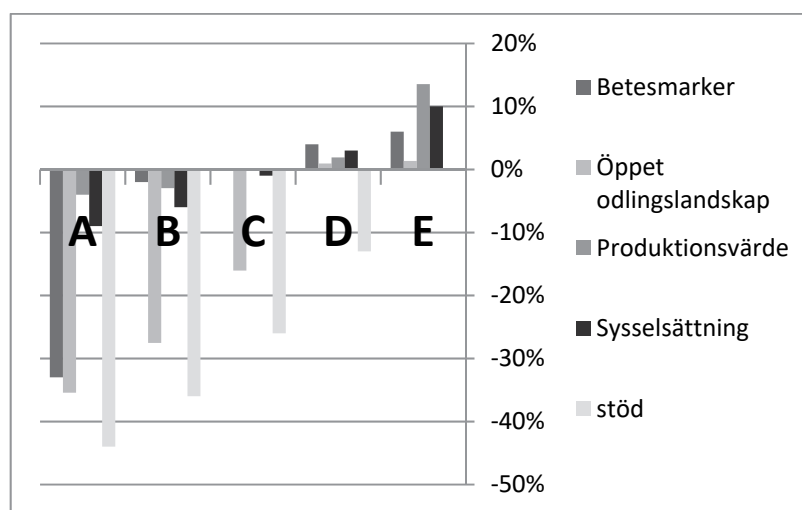 20%
10%
0%
-10%
-20%
-30%
-40%
-50%
A B C D E
Betesmarker
Öppet
odlingslandskap
Produktionsvärde
Sysselsättning
stöd